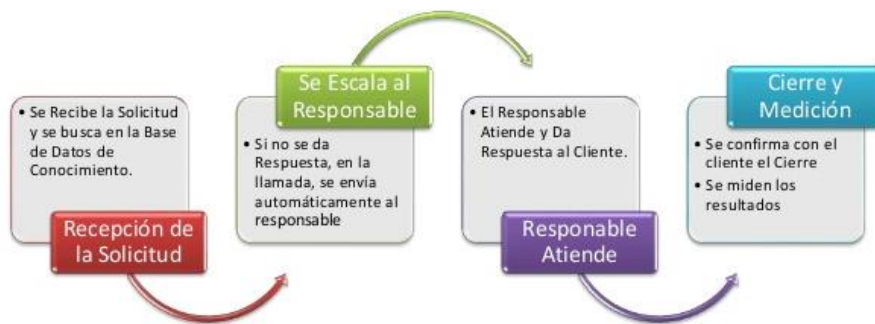 • Se Recibe la Solicitud
y se busca en la Base
de Datos de
Conocimiento.
Recepción de
la Solicitud
Se Escala al
Responsable
• Si no se da
Respuesta, en la
llamada, se envía
automáticamente al
responsable
• El Responsable
Atiende y Da
Respuesta al Cliente.
Responable
Atiende
Cierre y
Medición
• Se confirma con el
cliente el Cierre
• Se miden los
resultados